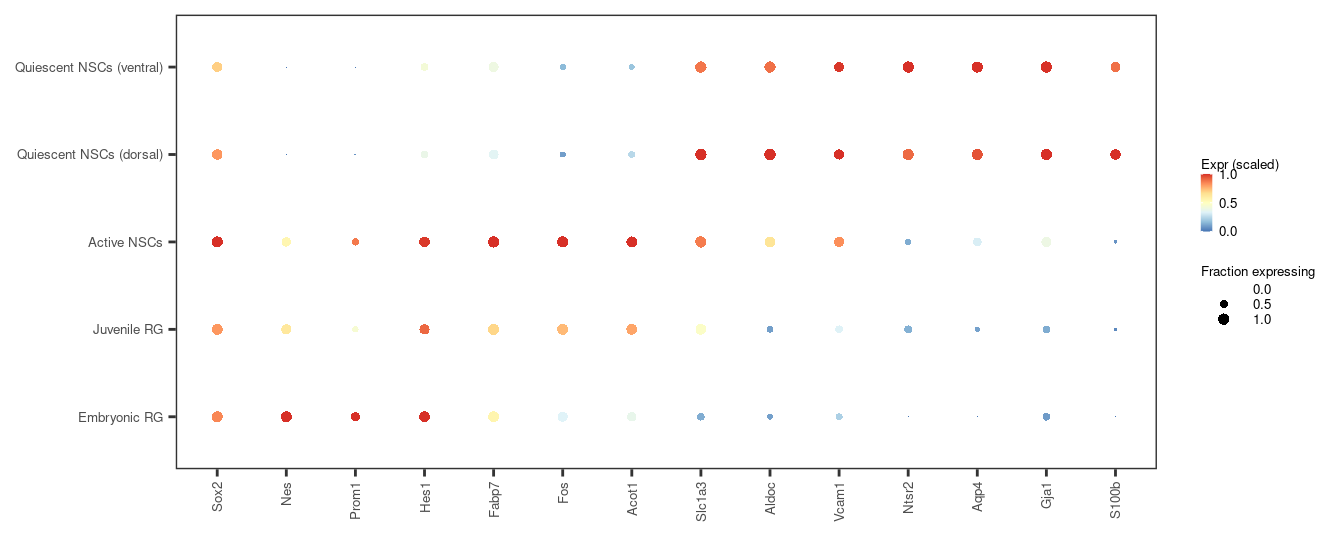 Quiescent NSCs (ventral)
Quiescent NSCs (dorsal)
Active NSCs
Juvenile RG
Embryonic RG
Sox2
Nes
Prom1
Hes1
Fabp7
Fos
Acot1
Slc1a3
Aldoc
Vcam1
Ntsr2
Aqp4
Gja1
S100b
Expr (scaled)
1.0
0.5
0.0
Fraction expressing
0.0
0.5
1.0